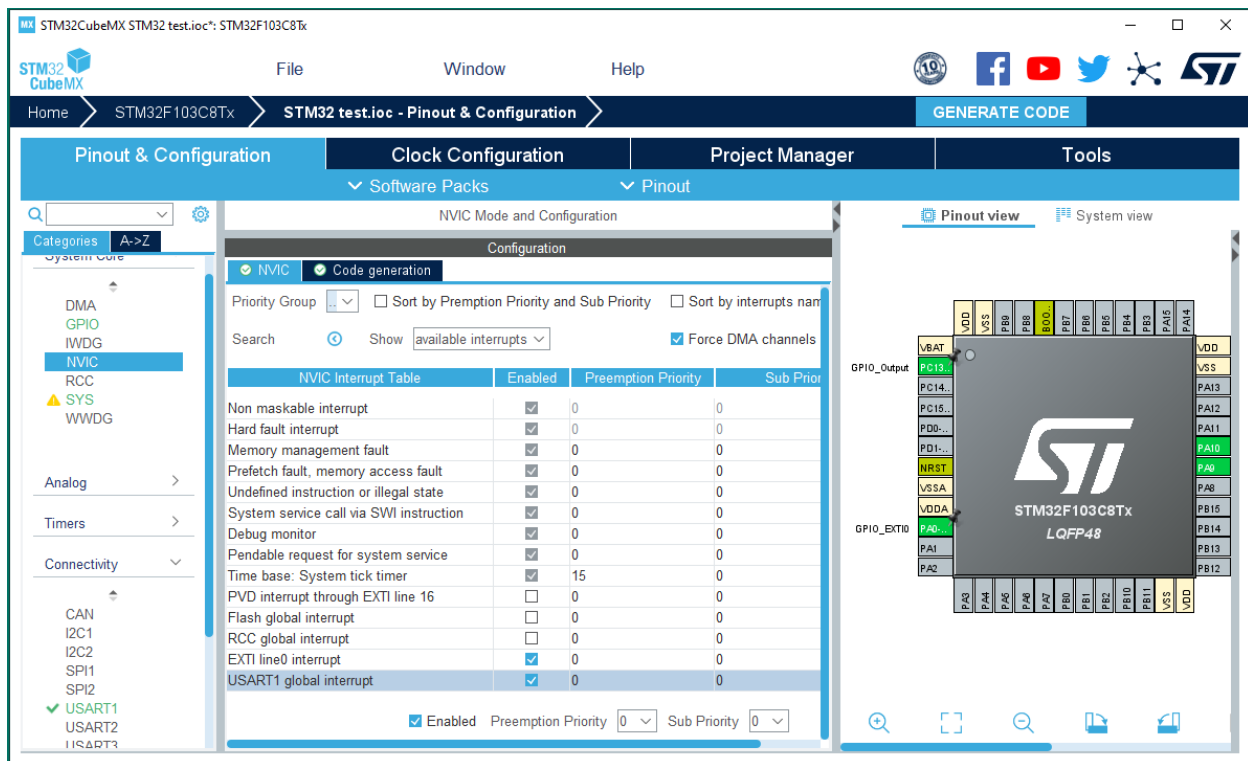 MX STM32CubeMX STM32 test.ioc*: STM32F103C8Tx
STM32 CubeMX
File Window Help
10
Home STM32F103C8Tx STM32 test.ioc - Pinout & Configuration GENERATE CODE
Pinout & Configuration Clock Configuration Project Manager Tools
Software Packs Pinout
NVIC Mode and Configuration
Pinout view System view
Categories A->Z
System Core
DMA
GPIO
IWDG
NVIC
RCC
SYS
WWDG
Analog
Timers
Connectivity
CAN
I2C1
I2C2
SPI1
SPI2
USART1
USART2
USART3
Configuration
NVIC Code generation
Priority Group .. Sort by Premption Priority and Sub Priority Sort by interrupts nam
Search Show available interrupts Force DMA channels
NVIC Interrupt Table Enabled Preemption Priority Sub Prior
Non maskable interrupt 0 0
Hard fault interrupt 0 0
Memory management fault 0 0
Prefetch fault, memory access fault 0 0
Undefined instruction or illegal state 0 0
System service call via SWI instruction 0 0
Debug monitor 0 0
Pendable request for system service 0 0
Time base: System tick timer 15 0
PVD interrupt through EXTI line 16 0 0
Flash global interrupt 0 0
RCC global interrupt 0 0
EXTI line0 interrupt 0 0
USART1 global interrupt 0 0
Enabled Preemption Priority 0 Sub Priority 0
VDD VSS PB9 PB8 BOO.. PB7 PB6 PB5 PB4 PB3 PA15 PA14
VBAT
GPIO_Output PC13..
PC14..
PC15..
PD0-..
PD1-..
NRST
VSSA
VDDA
GPIO_EXTI0 PA0-..
PA1
PA2
STM32F103C8Tx
LQFP48
VDD
VSS
PA13
PA12
PA11
PA10
PA9
PA8
PB15
PB14
PB13
PB12
PA3 PA4 PA5 PA6 PA7 PB0 PB1 PB2 PB10 PB11 VSS VDD